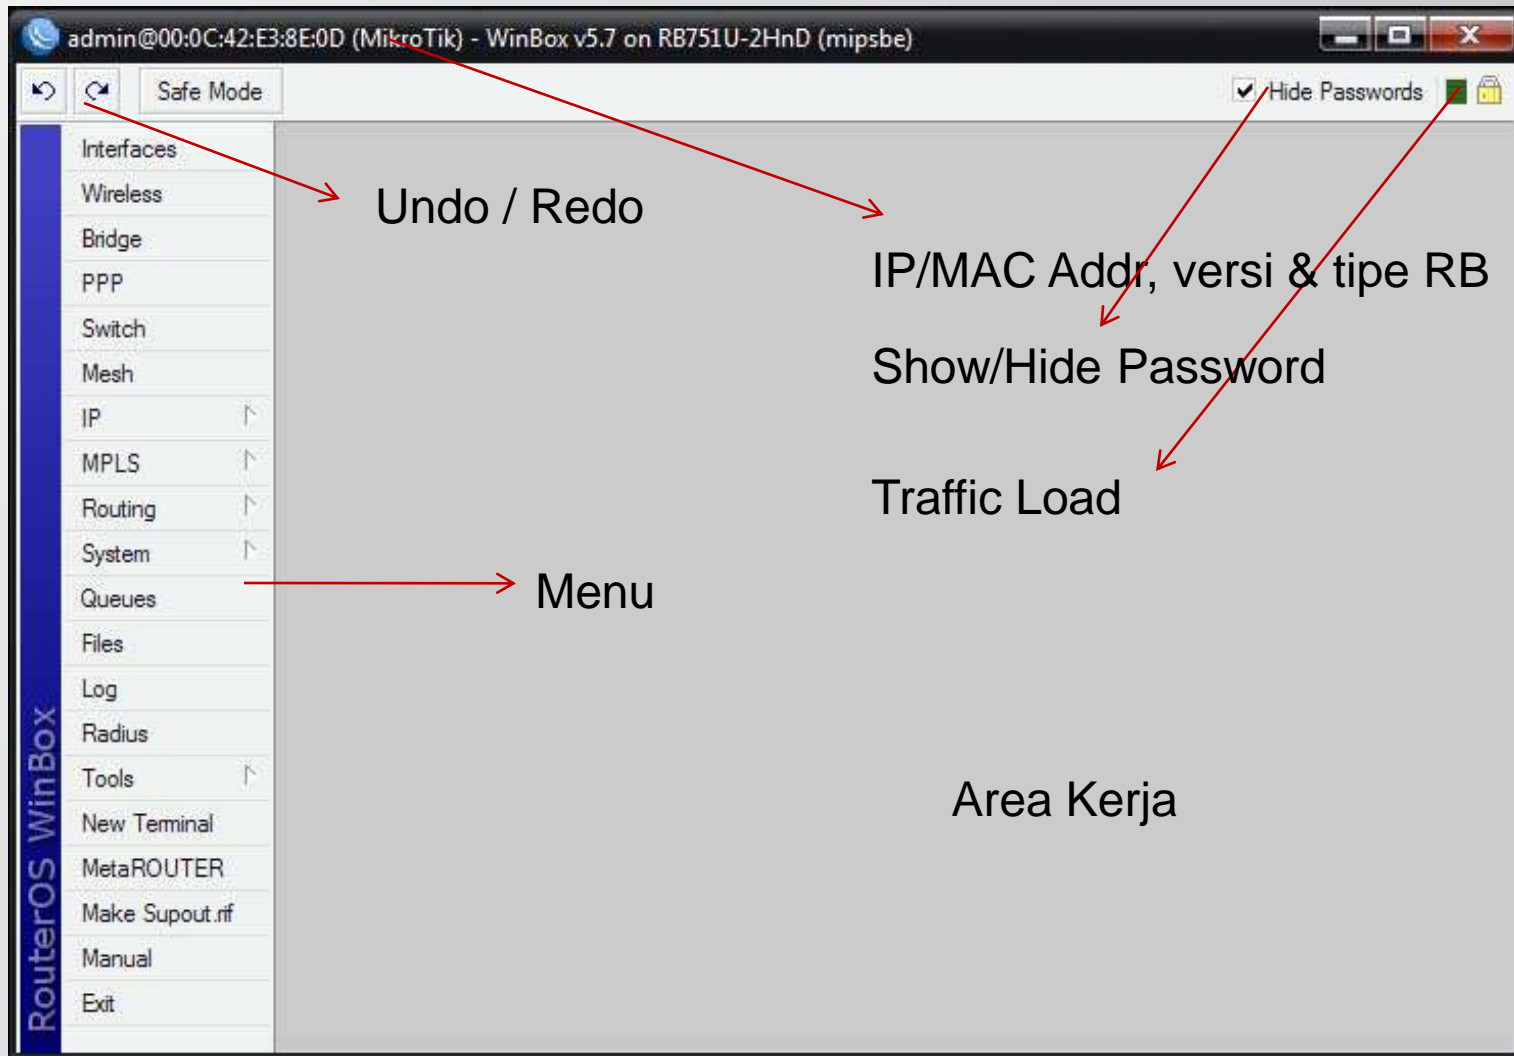 admin@00:0C:42:E3:8E:0D (MikroTik) - WinBox v5.7 on RB751U-2HnD (mipsbe)
Safe Mode
Hide Passwords
Interfaces
Wireless
Bridge
PPP
Switch
Mesh
IP
MPLS
Routing
System
Queues
Files
Log
Radius
Tools
New Terminal
MetaROUTER
Make Supout.rif
Manual
Exit
RouterOS WinBox
Undo / Redo
IP/MAC Addr, versi & tipe RB
Show/Hide Password
Traffic Load
Menu
Area Kerja